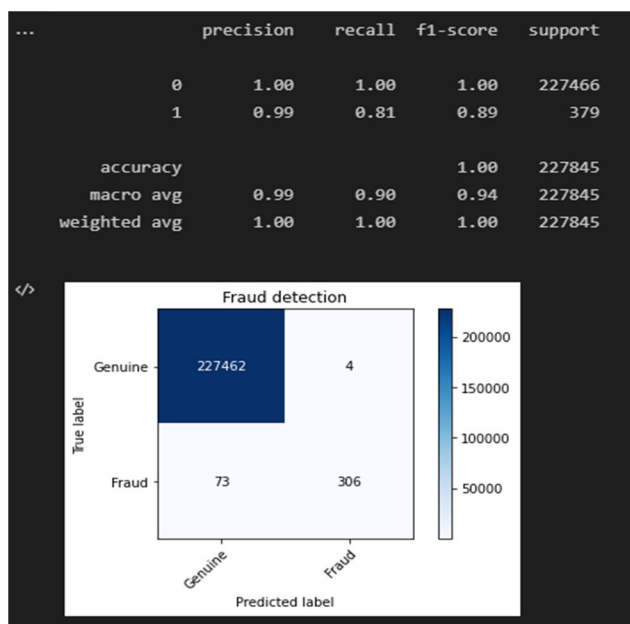 ...
precision recall f1-score support
0 1.00 1.00 1.00 227466
1 0.99 0.81 0.89 379
accuracy 1.00 227845
macro avg 0.99 0.90 0.94 227845
weighted avg 1.00 1.00 1.00 227845
</>
Fraud detection
Genuine 227462 4
Fraud 73 306
True label
Genuine Fraud
Predicted label
200000
150000
100000
50000